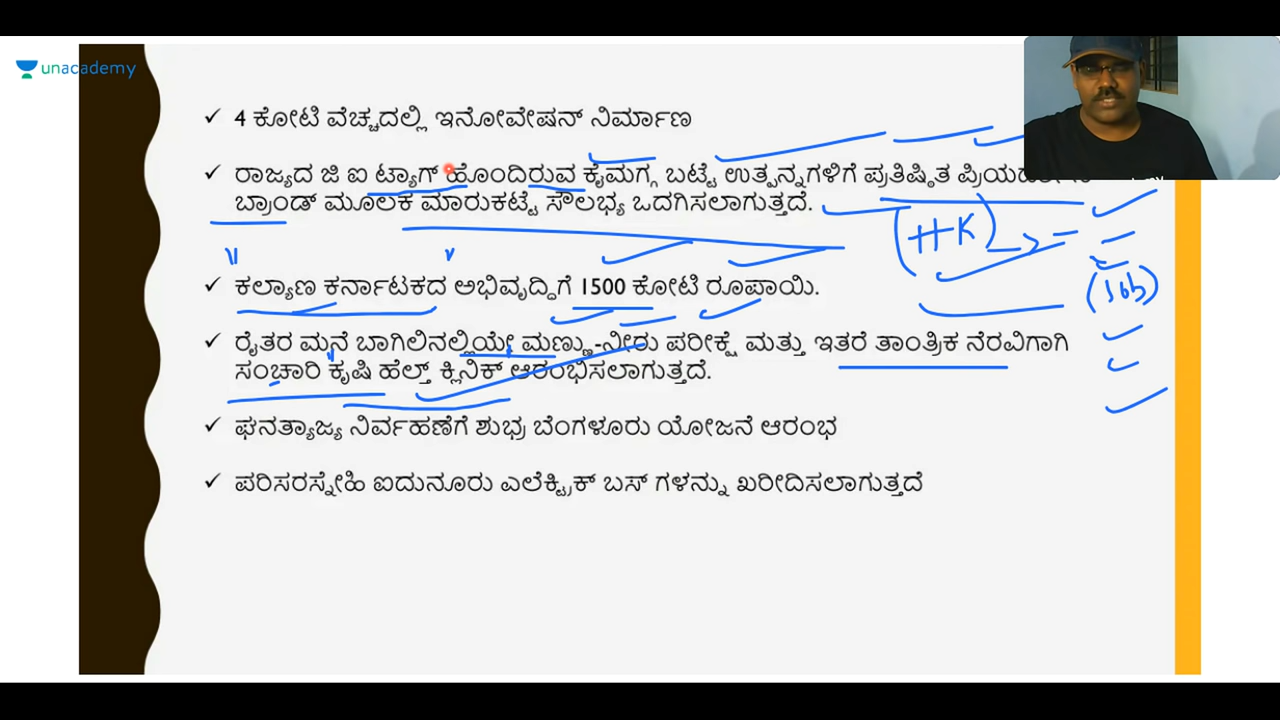 unacademy
✓ 4 ಕೋಟಿ ವೆಚ್ಚದಲ್ಲಿ ಇನೋವೇಷನ್ ನಿರ್ಮಾಣ
✓ ರಾಜ್ಯದ ಜಿ ಐ ಟ್ಯಾಗ್ ಹೊಂದಿರುವ ಕೈಮಗ್ಗ ಬಟ್ಟೆ ಉತ್ಪನ್ನಗಳಿಗೆ ಪ್ರತಿಷ್ಠಿತ
ಬ್ರಾಂಡ್ ಮೂಲಕ ಮಾರುಕಟ್ಟೆ ಸೌಲಭ್ಯ ಒದಗಿಸಲಾಗುತ್ತದೆ.
(HK)
✓ ಕಲ್ಯಾಣ ಕರ್ನಾಟಕದ ಅಭಿವೃದ್ಧಿಗೆ 1500 ಕೋಟಿ ರೂಪಾಯಿ.
✓ ರೈತರ ಮನೆ ಬಾಗಿಲಿನಲ್ಲಿಯೇ ಮಣ್ಣು-ನೀರು ಪರೀಕ್ಷೆ ಮತ್ತು ಇತರೆ ತಾಂತ್ರಿಕ ನೆರವಿಗಾಗಿ
ಸಂಚಾರಿ ಕೃಷಿ ಹೆಲ್ತ್ ಕ್ಲಿನಿಕ್ ಆರಂಭಿಸಲಾಗುತ್ತದೆ.
✓ ಘನತ್ಯಾಜ್ಯ ನಿರ್ವಹಣೆಗೆ ಶುಭ್ರ ಬೆಂಗಳೂರು ಯೋಜನೆ ಆರಂಭ
✓ ಪರಿಸರಸ್ನೇಹಿ ಐದುನೂರು ಎಲೆಕ್ಟ್ರಿಕ್ ಬಸ್ ಗಳನ್ನು ಖರೀದಿಸಲಾಗುತ್ತದೆ